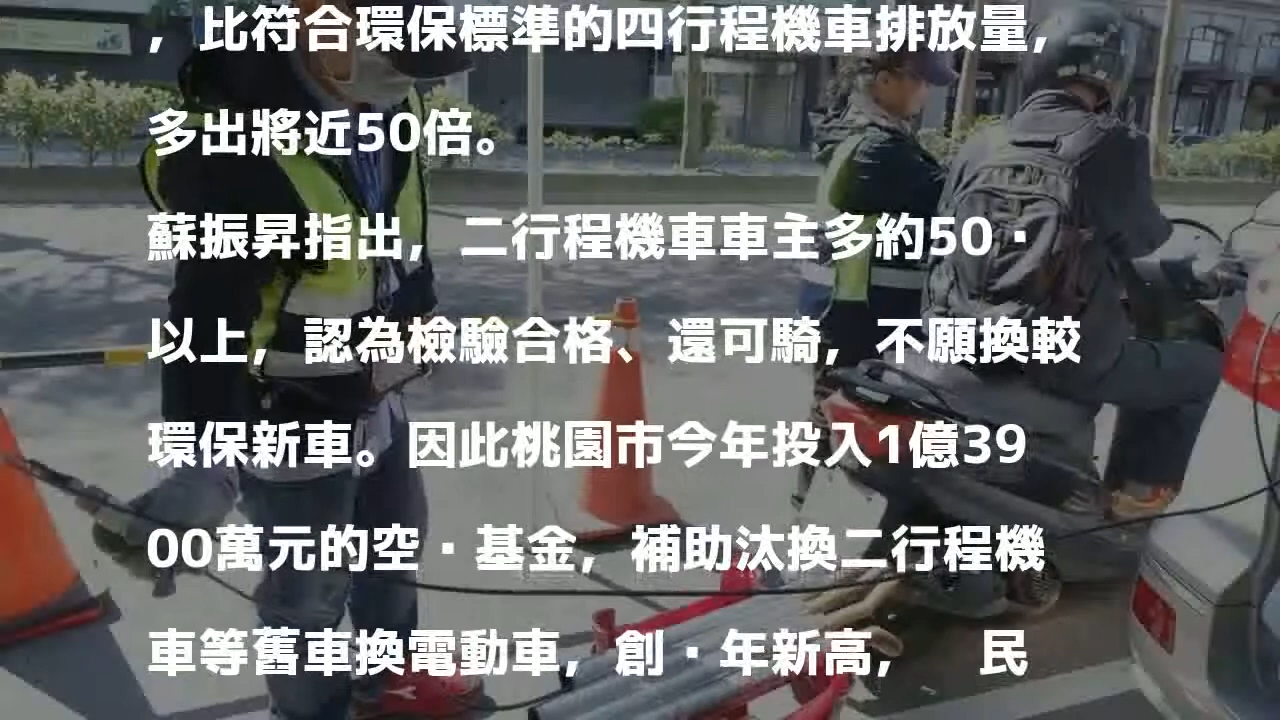 ，比符合環保標準的四行程機車排放量，
多出將近50倍。
蘇振昇指出，二行程機車車主多約50·
以上，認為檢驗合格、還可騎，不願換較
環保新車。因此桃園市今年投入1億39
00萬元的空·基金，補助汰換二行程機
車等舊車換電動車，創·年新高，　民